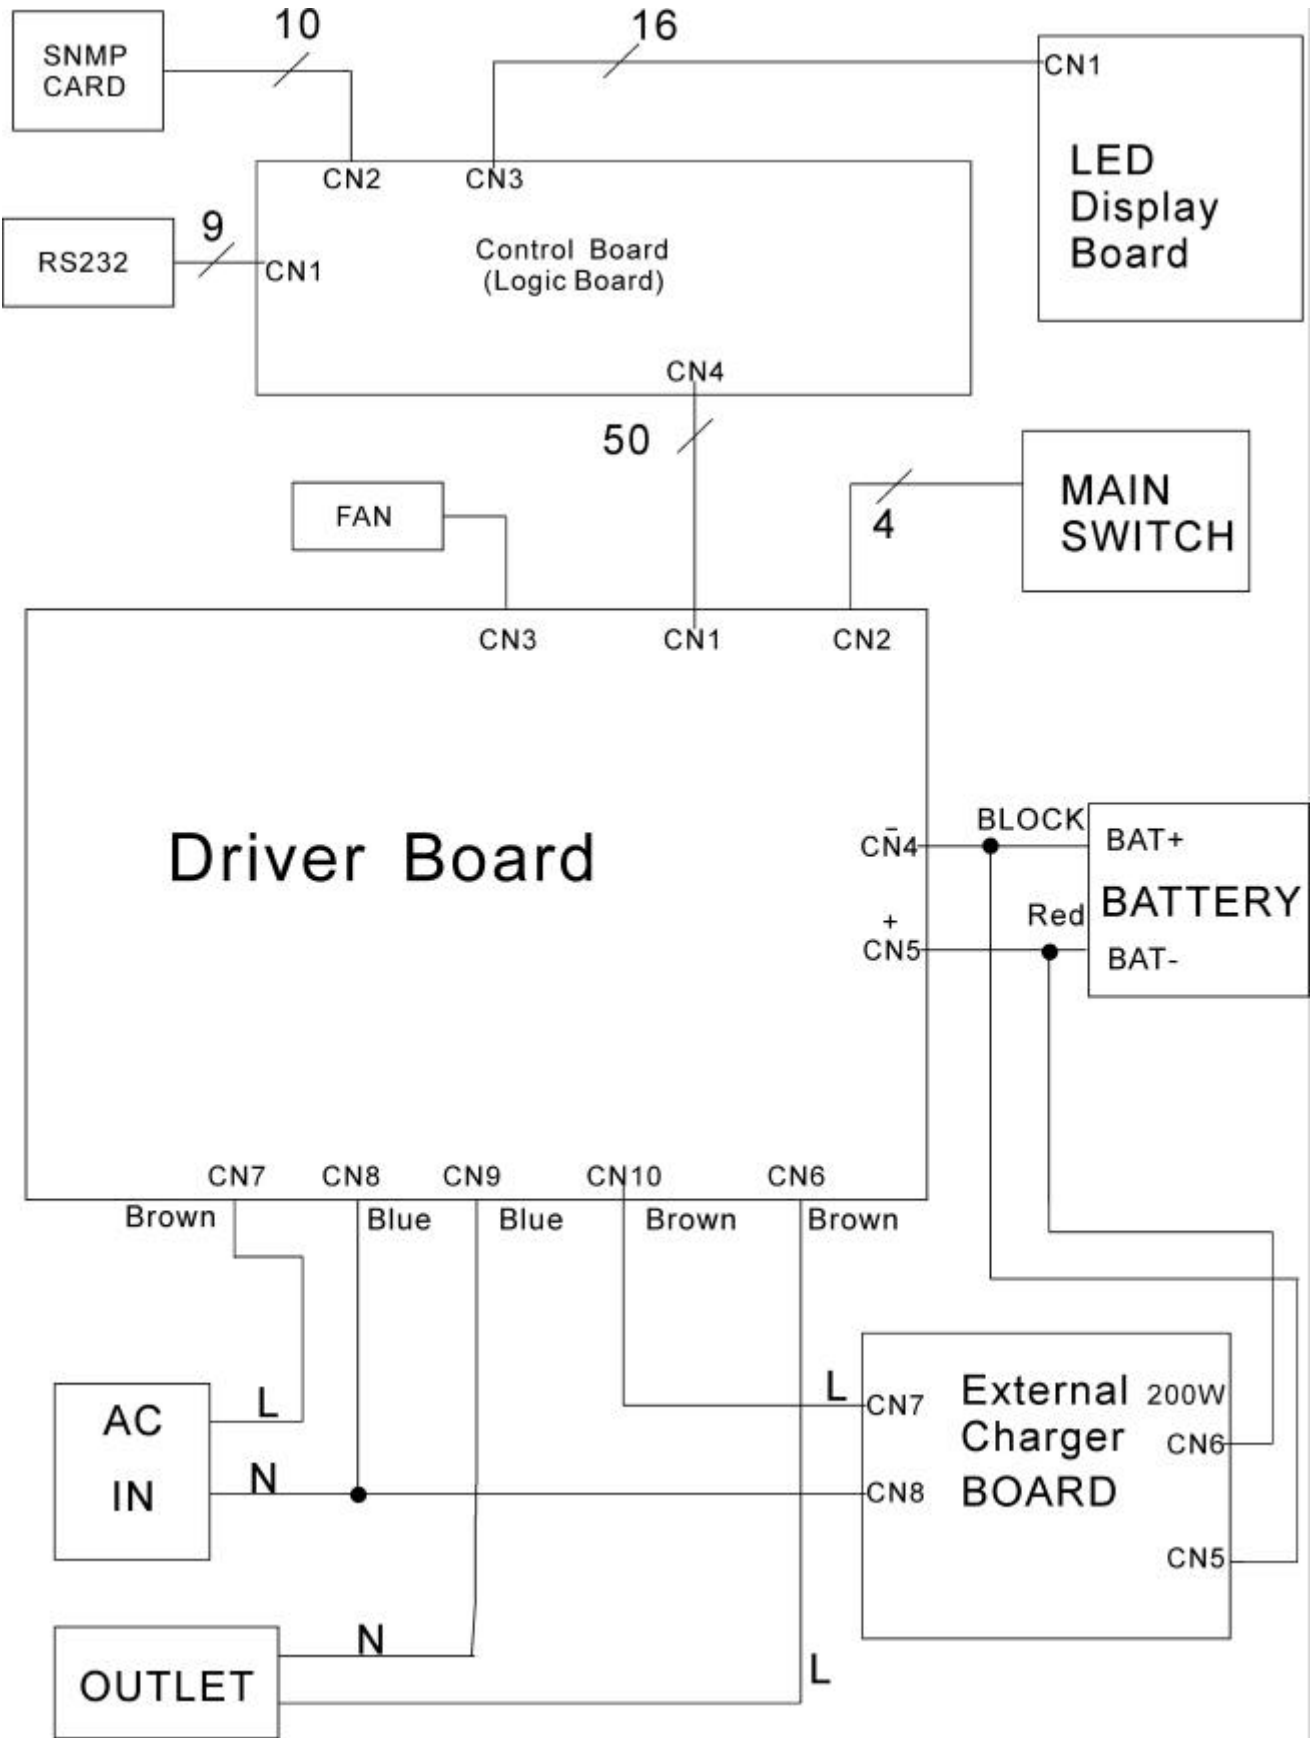 10
16
SNMP
CARD
CN1
LED
Display
Board
CN2
CN3
9
RS232
CN1
Control Board
(Logic Board)
CN4
50
MAIN
SWITCH
4
FAN
CN3
CN1
CN2
Driver Board
BLOCK
-
CN4
BAT+
BATTERY
Red
+
CN5
BAT-
CN7
CN8
CN9
CN10
CN6
Brown
Blue
Blue
Brown
Brown
AC
IN
L
N
L
CN7
CN8
External
Charger
BOARD
200W
CN6
CN5
OUTLET
N
L